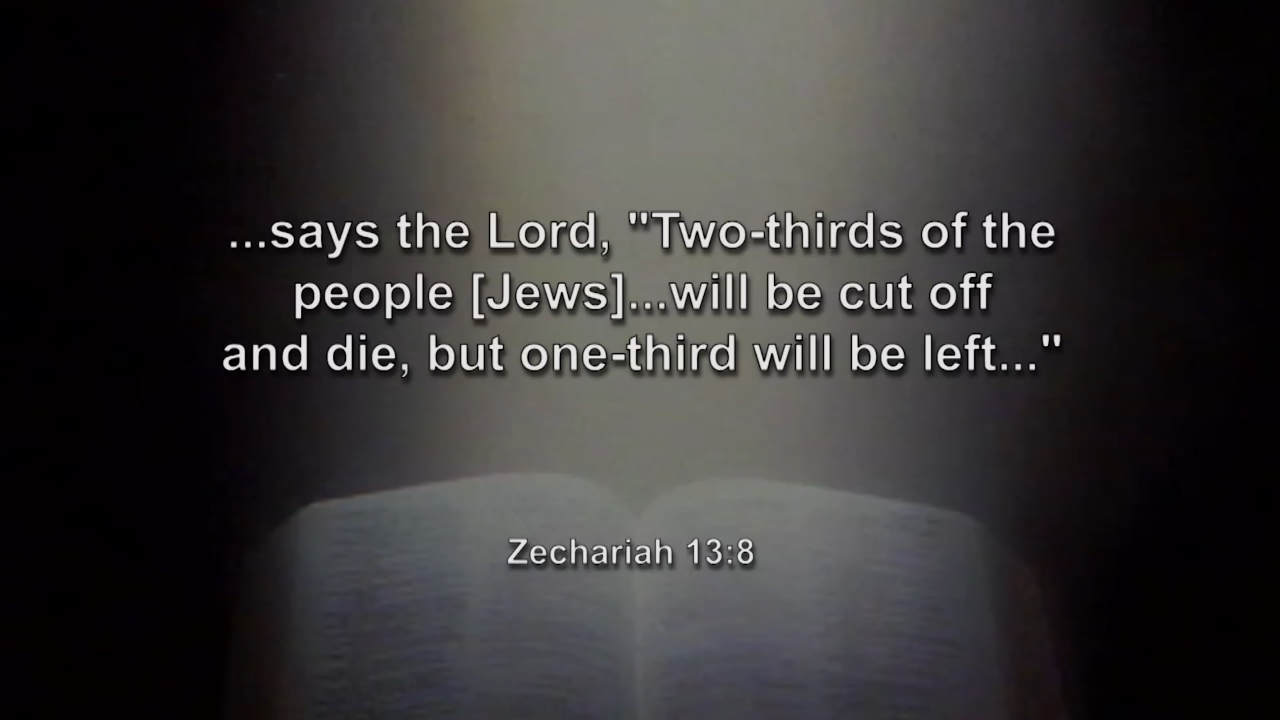 ...says the Lord, "Two-thirds of the
people [Jews]...will be cut off
and die, but one-third will be left..."
Zechariah 13:8